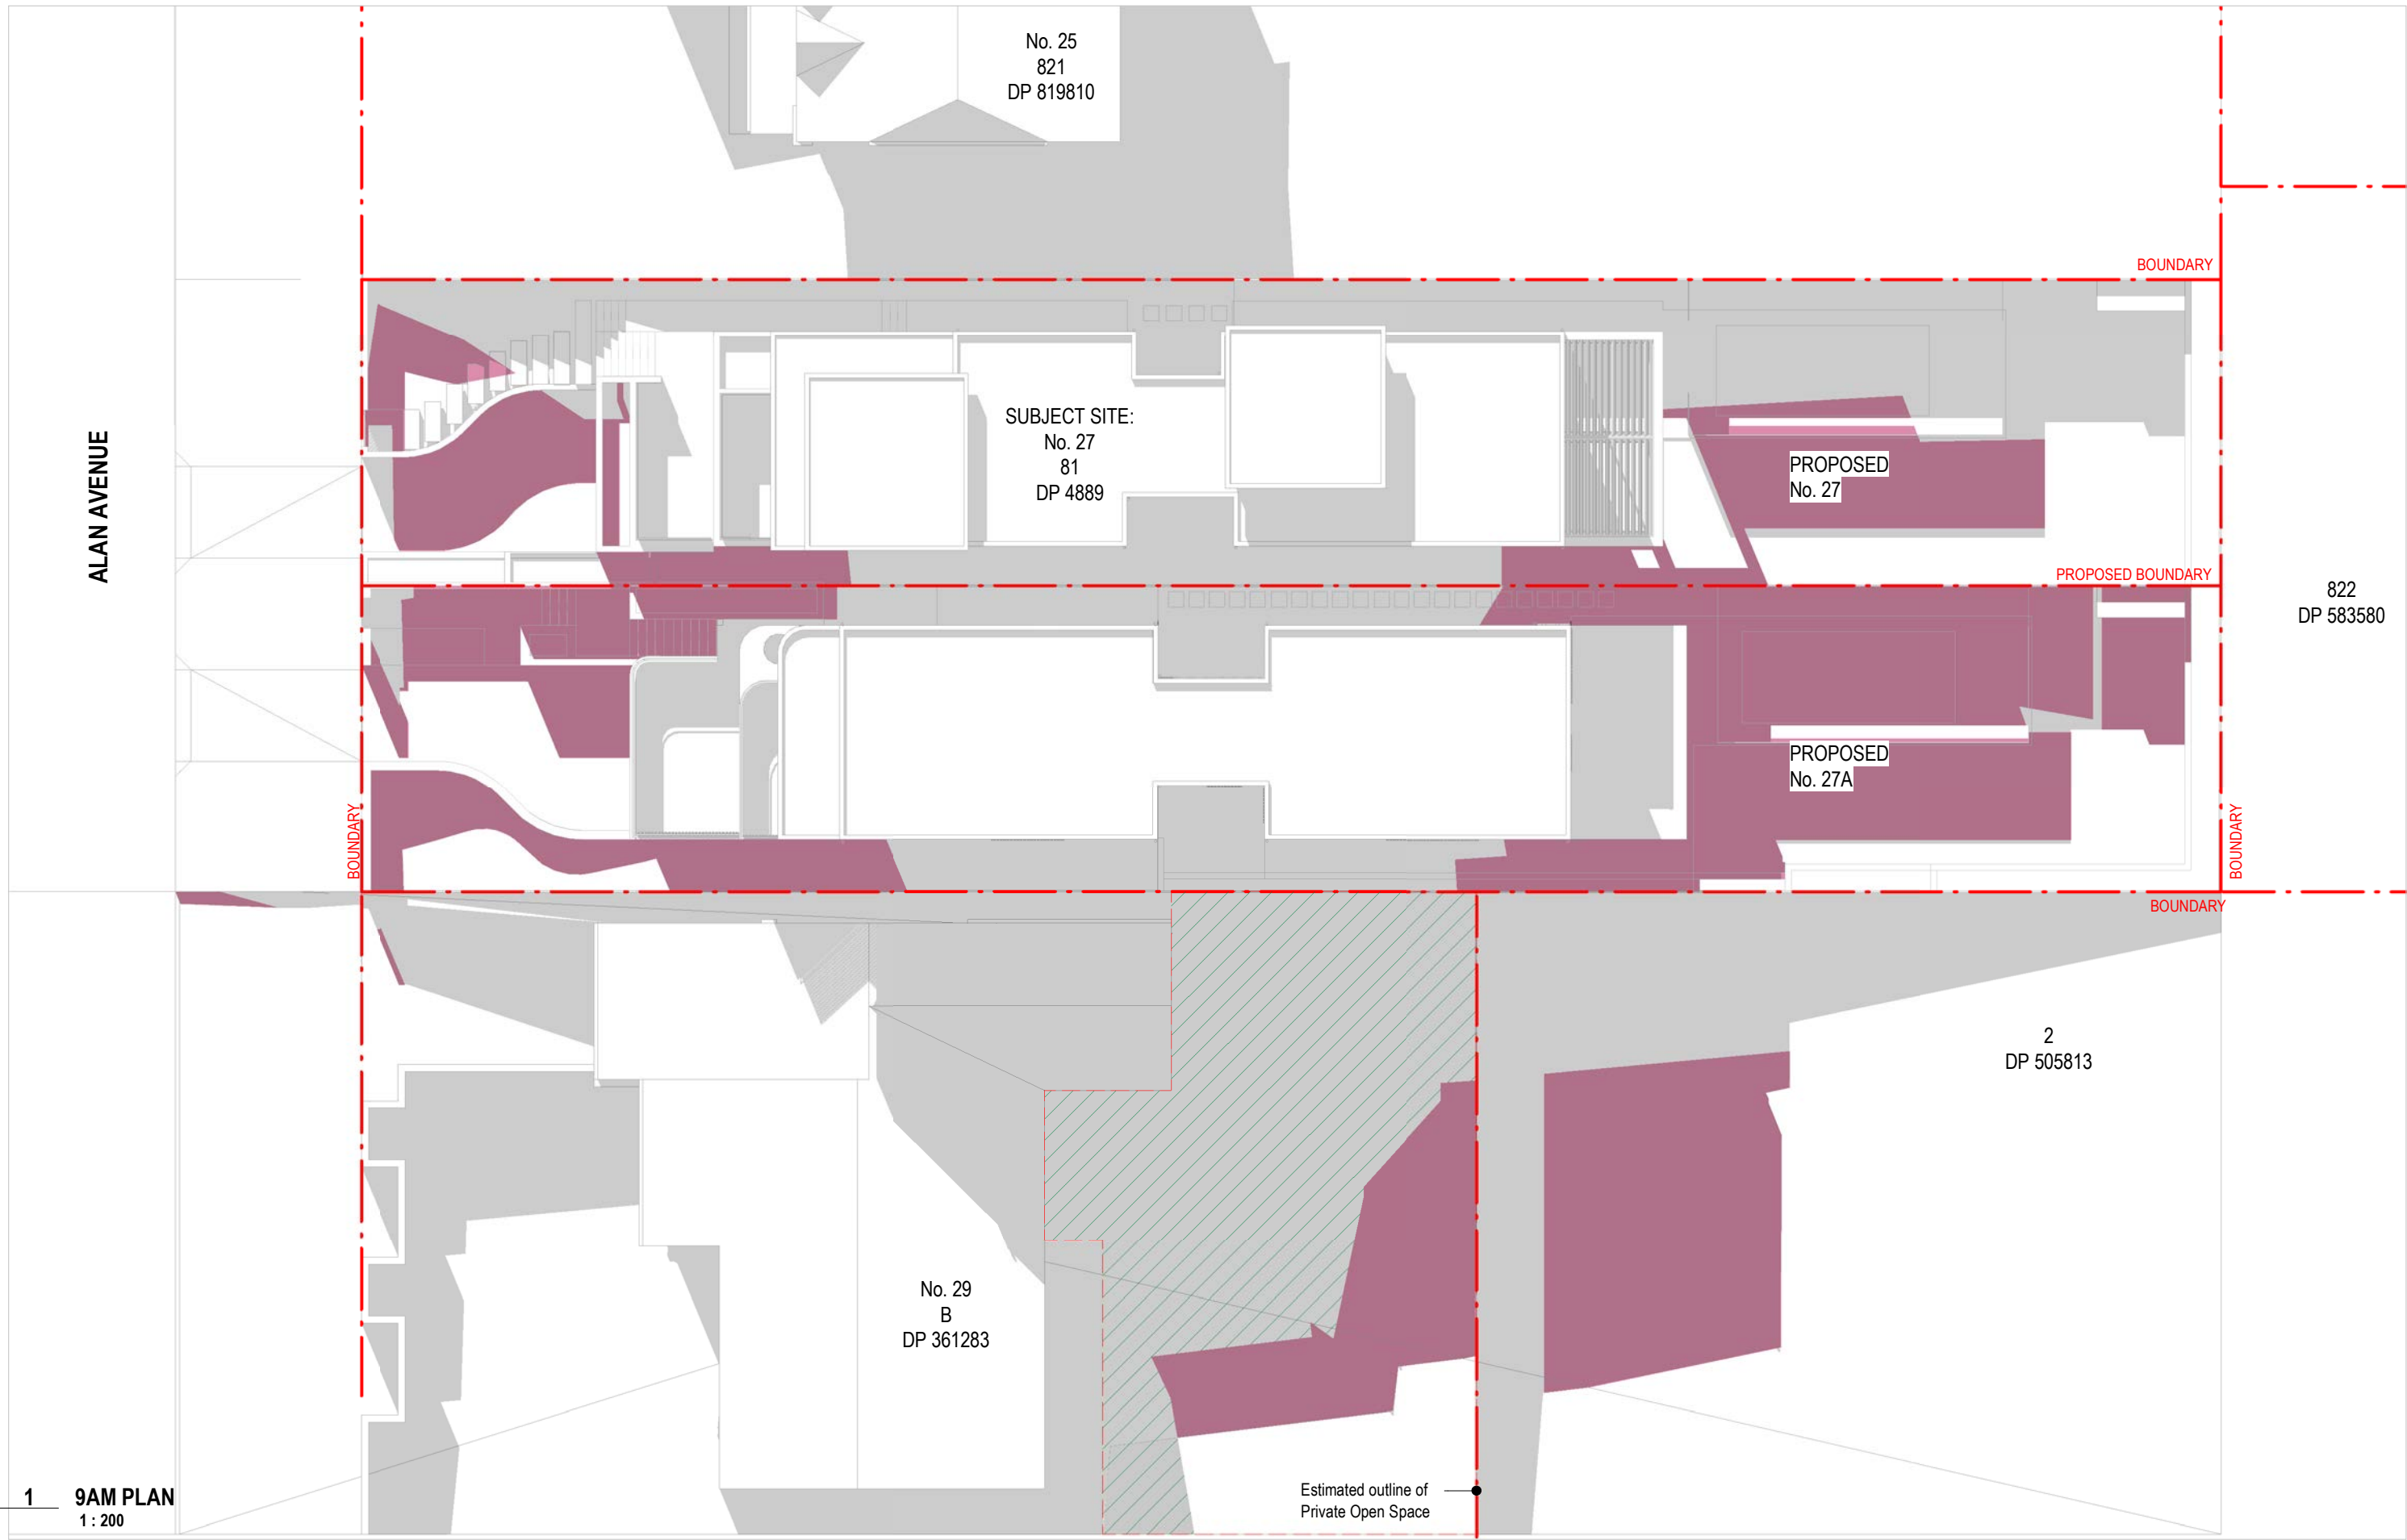 No. 25
821
DP 819810
BOUNDARY
ALAN AVENUE
SUBJECT SITE:
No. 27
81
DP 4889
PROPOSED
No. 27
PROPOSED BOUNDARY
822
DP 583580
PROPOSED
No. 27A
BOUNDARY
BOUNDARY
BOUNDARY
2
DP 505813
No. 29
B
DP 361283
Estimated outline of
Private Open Space
1 9AM PLAN
1 : 200